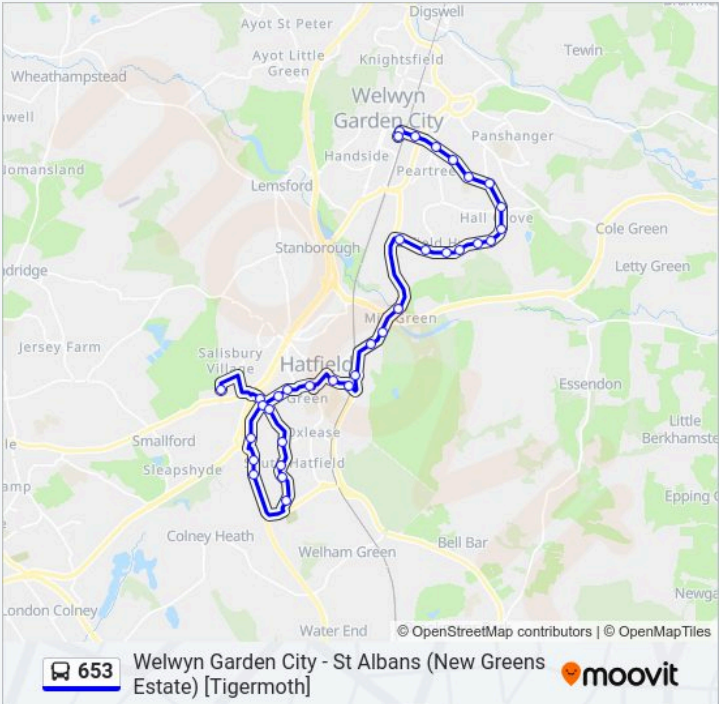 Digswell
Ayot St Peter
Tewin
Ayot Little
Green
Knightsfield
Wheathampstead
Welwyn
Garden City
Panshanger
Handside
Peartree
Lemsford
Hall Grove
Cole Green
Stanborough
Letty Green
Mill Green
Jersey Farm
Salisbury
Village
Hatfield
Green
Essendon
Little
Oxlease
Smallford
South Hatfield
Sleapshyde
Colney Heath
Bell Bar
Welham Green
London Colney
Water End
© OpenStreetMap contributors | © OpenMapTiles
653
Welwyn Garden City - St Albans (New Greens
Estate) [Tigermoth]
moovit